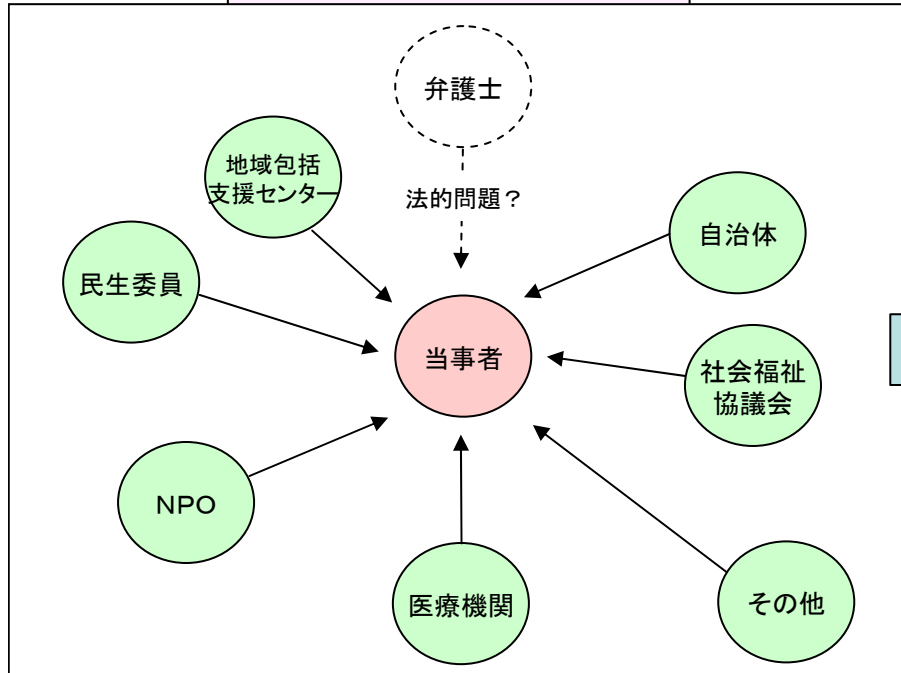 弁護士
法的問題？
地域包括
支援センター
自治体
民生委員
当事者
社会福祉
協議会
NPO
医療機関
その他